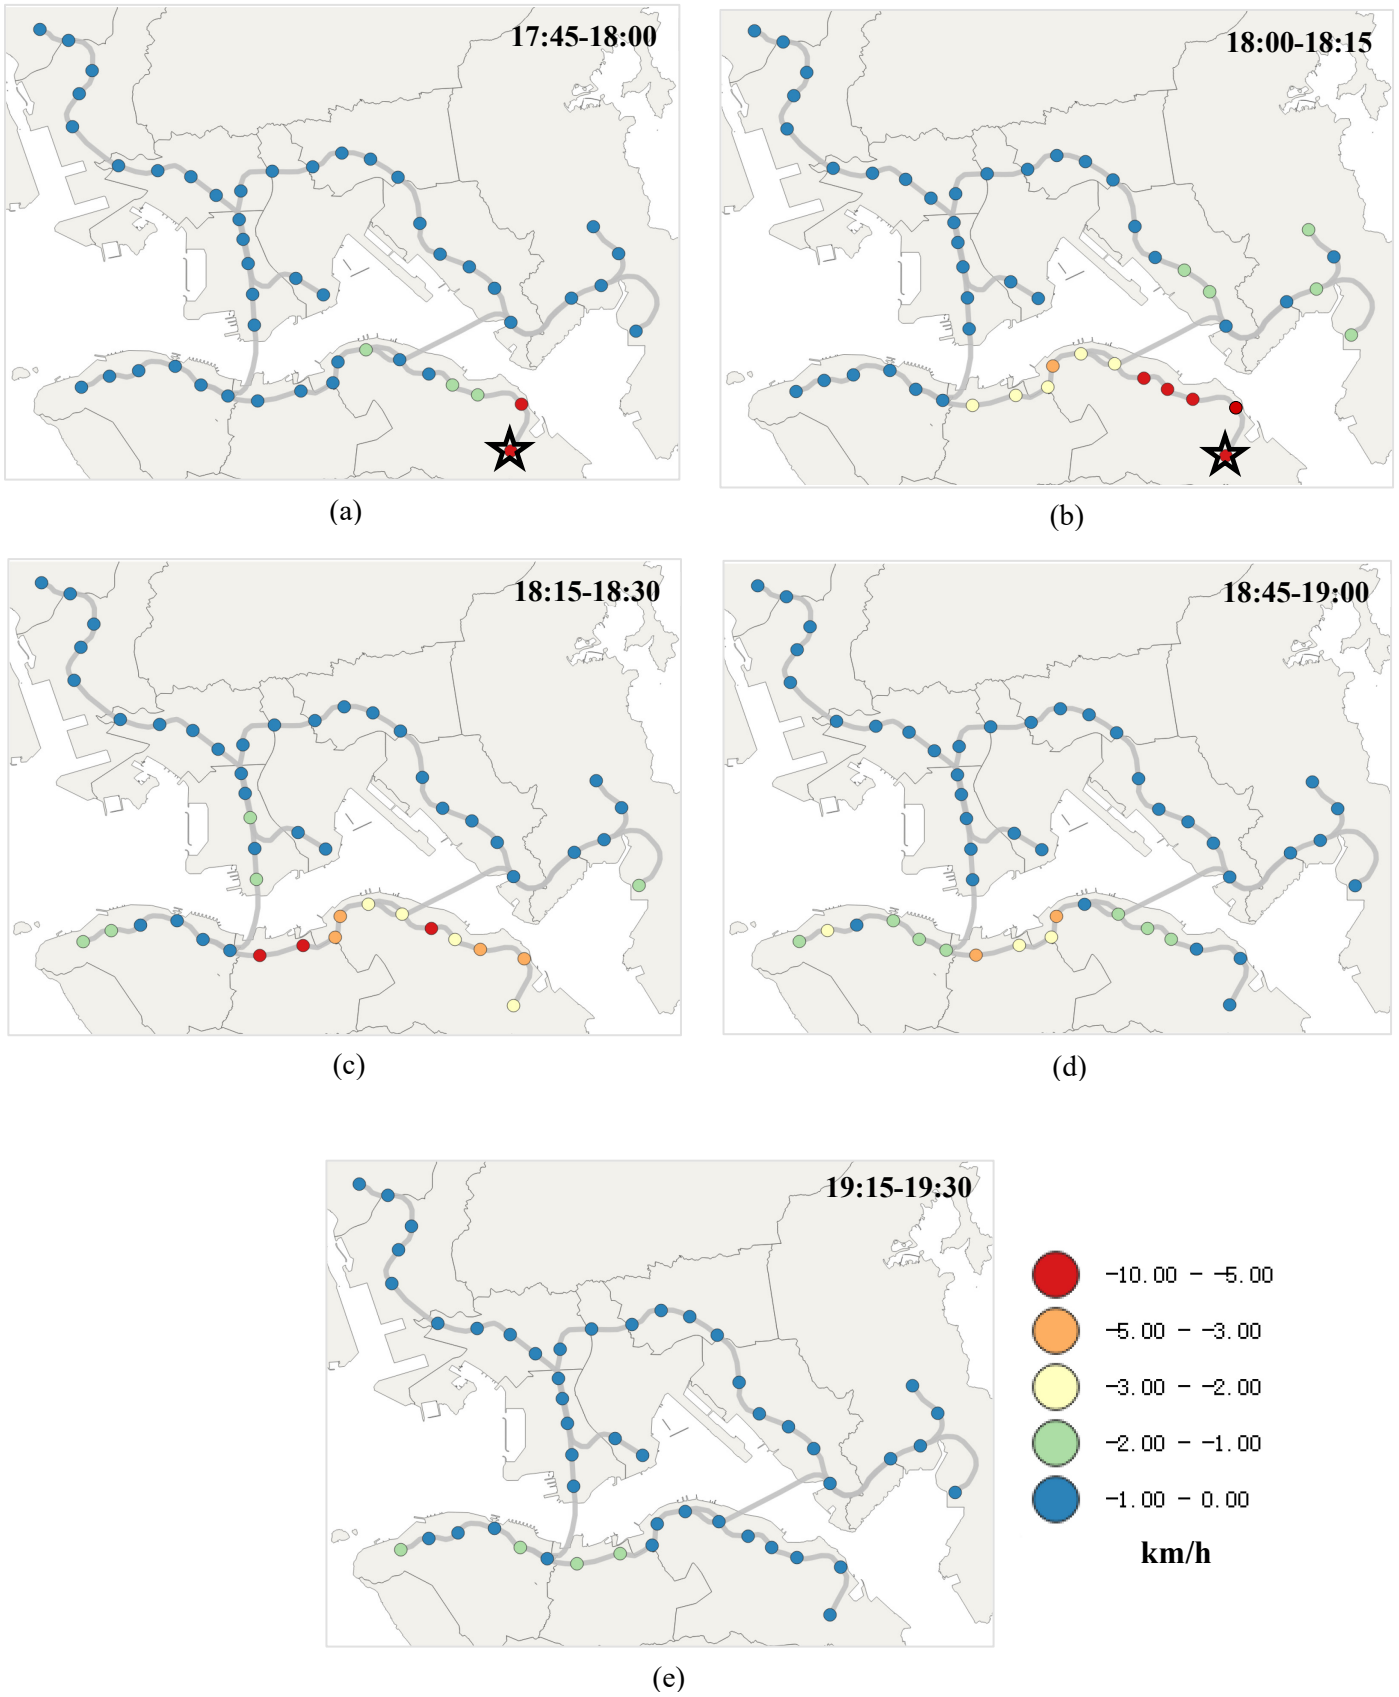 17:45-18:00
18:00-18:15
(a)
(b)
18:15-18:30
18:45-19:00
(c)
(d)
19:15-19:30
-10.00 - -5.00
-5.00 - -3.00
-3.00 - -2.00
-2.00 - -1.00
-1.00 - 0.00
km/h
(e)